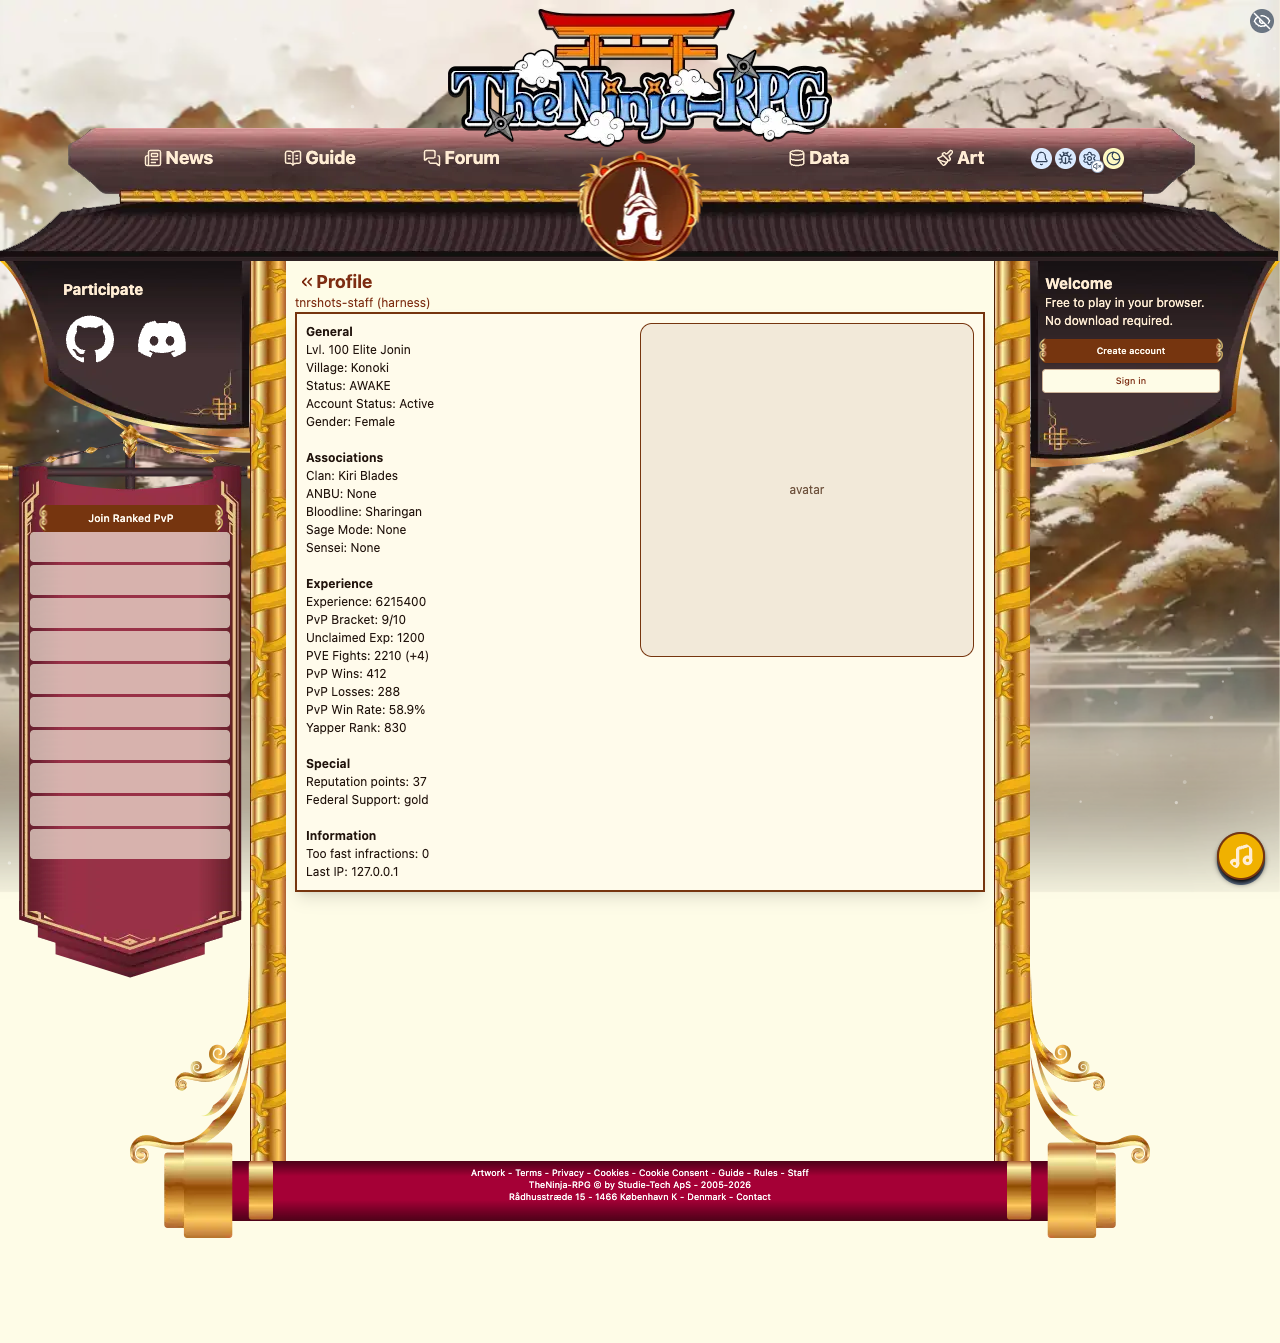 TheNinja-RPG
News
Guide
Forum
Data
Art
Participate
Join Ranked PvP
« Profile
tnrshots-staff (harness)
General
Lvl. 100 Elite Jonin
Village: Konoki
Status: AWAKE
Account Status: Active
Gender: Female
Associations
Clan: Kiri Blades
ANBU: None
Bloodline: Sharingan
Sage Mode: None
Sensei: None
Experience
Experience: 6215400
PvP Bracket: 9/10
Unclaimed Exp: 1200
PVE Fights: 2210 (+4)
PvP Wins: 412
PvP Losses: 288
PvP Win Rate: 58.9%
Yapper Rank: 830
Special
Reputation points: 37
Federal Support: gold
Information
Too fast infractions: 0
Last IP: 127.0.0.1
avatar
Welcome
Free to play in your browser.
No download required.
Create account
Sign in
Artwork - Terms - Privacy - Cookies - Cookie Consent - Guide - Rules - Staff
TheNinja-RPG © by Studie-Tech ApS - 2005-2026
Rådhusstræde 15 - 1466 København K - Denmark - Contact